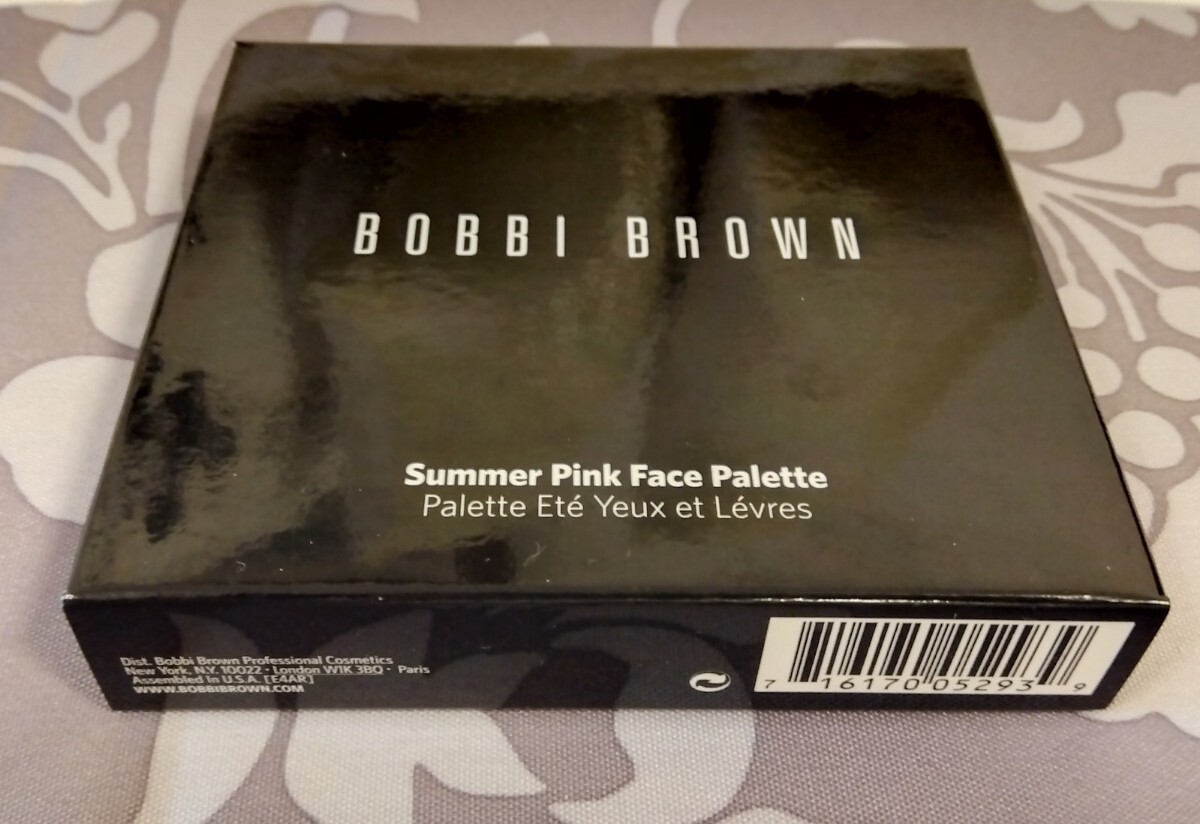 BOBBI BROWN
Summer Pink Face Palette
Palette Eté Yeux et Lévres
Dist. Bobbi Brown Professional Cosmetics
New York, N.Y. 10022 · London W1K 3BQ · Paris
Assembled in U.S.A. [E4AR]
WWW.BOBBIBROWN.COM
7 16170 05293 9